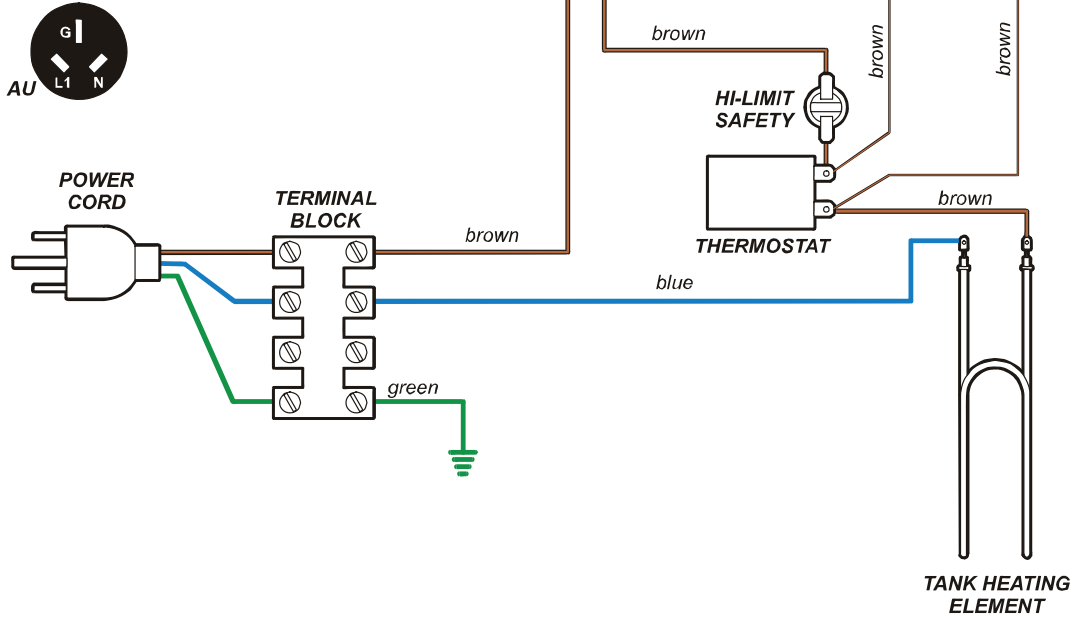 G
L1 N
AU
brown
brown
brown
HI-LIMIT
SAFETY
POWER
CORD
TERMINAL
BLOCK
brown
THERMOSTAT
brown
blue
green
TANK HEATING
ELEMENT